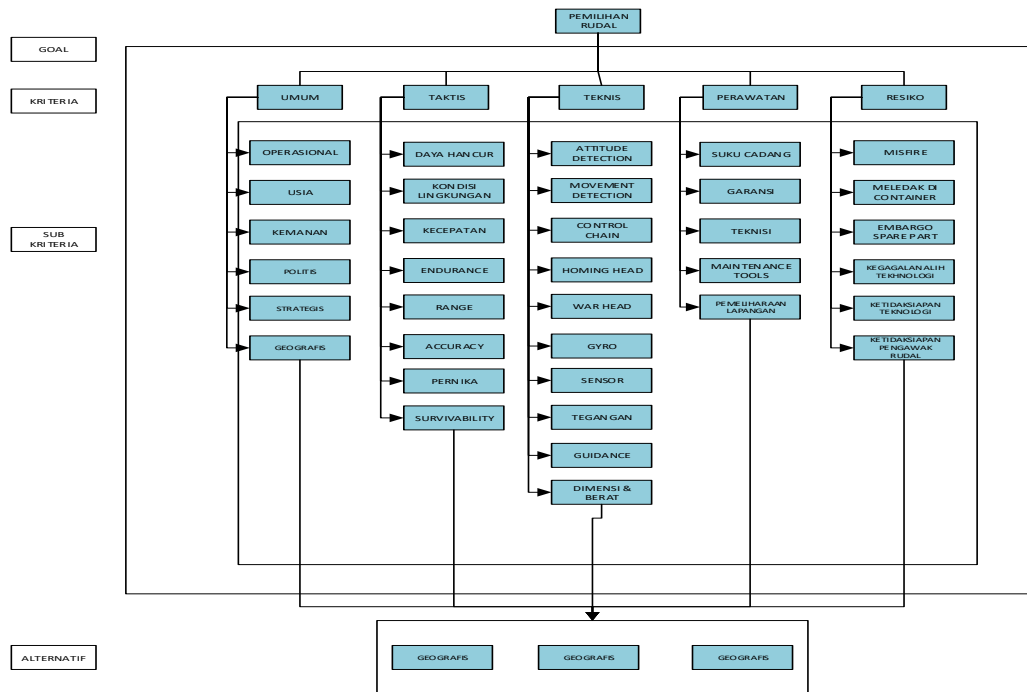 PEMILIHAN
RUDAL
GOAL
KRITERIA
UMUM
TAKTIS
TEKNIS
PERAWATAN
RESIKO
SUB
KRITERIA
OPERASIONAL
USIA
KEMANAN
POLITIS
STRATEGIS
GEOGRAFIS
DAYA HANCUR
KONDISI
LINGKUNGAN
KECEPATAN
ENDURANCE
RANGE
ACCURACY
PERNIKA
SURVIVABILITY
ATTITUDE
DETECTION
MOVEMENT
DETECTION
CONTROL
CHAIN
HOMING HEAD
WAR HEAD
GYRO
SENSOR
TEGANGAN
GUIDANCE
DIMENSI &
BERAT
SUKU CADANG
GARANSI
TEKNISI
MAINTENANCE
TOOLS
PEMELIHARAAN
LAPANGAN
MISFIRE
MELEDAK DI
CONTAINER
EMBARGO
SPARE PART
KEGAGALAN ALIH
TEKHNOLOGI
KETIDAKSIAPAN
TEKNOLOGI
KETIDAKSIAPAN
PENGAWAK
RUDAL
ALTERNATIF
GEOGRAFIS
GEOGRAFIS
GEOGRAFIS